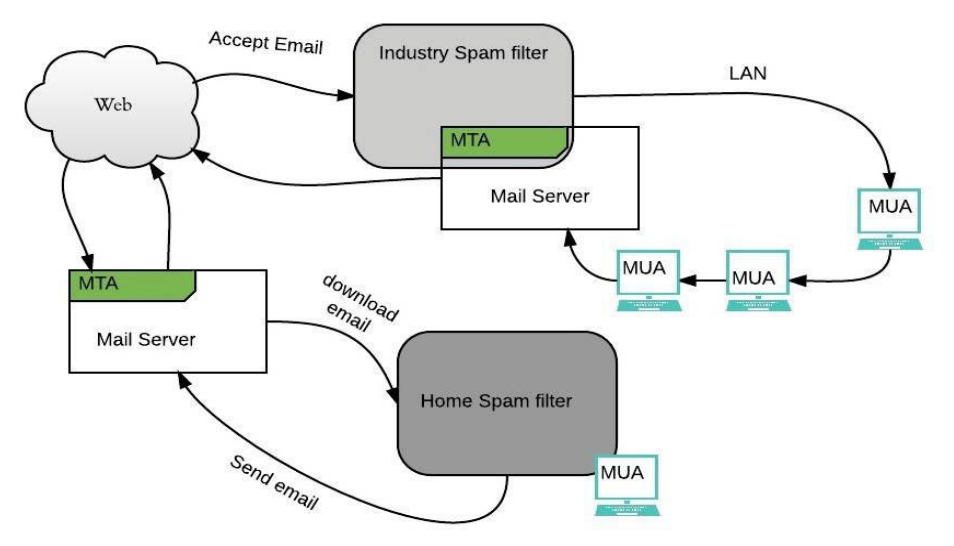 Accept Email
Industry Spam filter
LAN
Web
MTA
Mail Server
MUA
MUA
MUA
MTA
Mail Server
download
email
Home Spam filter
MUA
Send email